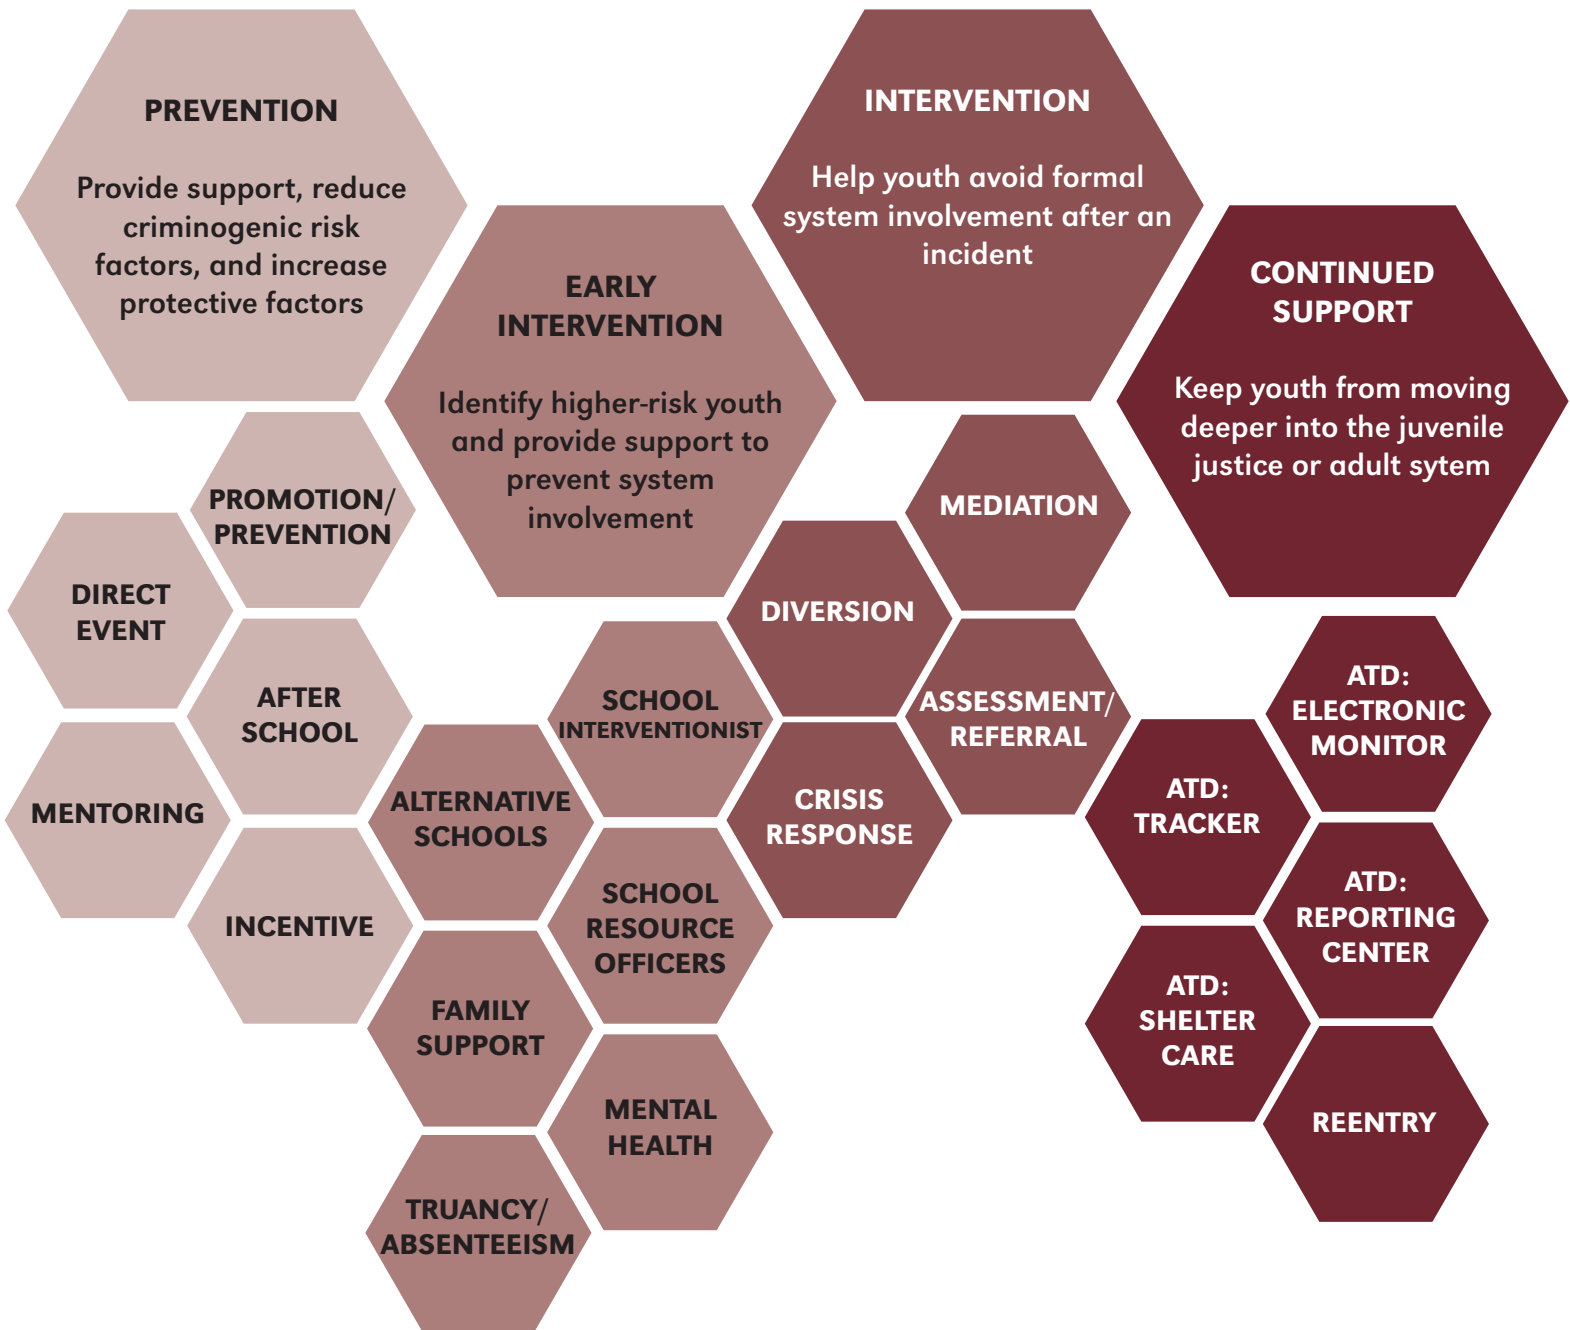 PREVENTION
Provide support, reduce
criminogenic risk
factors, and increase
protective factors
EARLY
INTERVENTION
Identify higher-risk youth
and provide support to
prevent system
involvement
INTERVENTION
Help youth avoid formal
system involvement after an
incident
CONTINUED
SUPPORT
Keep youth from moving
deeper into the juvenile
justice or adult sytem
PROMOTION/
PREVENTION
DIRECT
EVENT
AFTER
SCHOOL
MENTORING
INCENTIVE
SCHOOL
INTERVENTIONIST
ALTERNATIVE
SCHOOLS
SCHOOL
RESOURCE
OFFICERS
FAMILY
SUPPORT
MENTAL
HEALTH
TRUANCY/
ABSENTEEISM
MEDIATION
DIVERSION
ASSESSMENT/
REFERRAL
CRISIS
RESPONSE
ATD:
ELECTRONIC
MONITOR
ATD:
TRACKER
ATD:
REPORTING
CENTER
ATD:
SHELTER
CARE
REENTRY